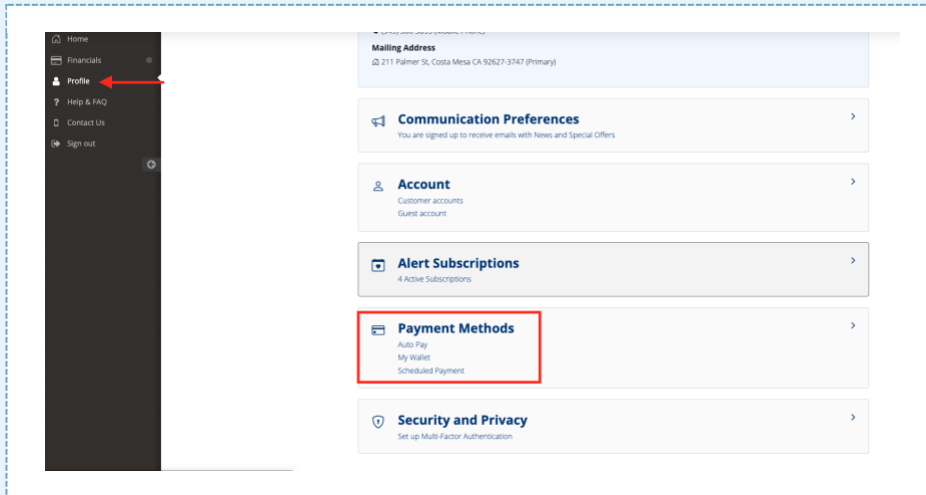 Home
Financials
Profile
Help & FAQ
Contact Us
Sign out
(Mobile Phone)
Mailing Address
211 Palmer St, Costa Mesa CA 92627-3747 (Primary)
Communication Preferences
You are signed up to receive emails with News and Special Offers
Account
Customer accounts
Guest account
Alert Subscriptions
4 Active Subscriptions
Payment Methods
Auto Pay
My Wallet
Scheduled Payment
Security and Privacy
Set up Multi-Factor Authentication